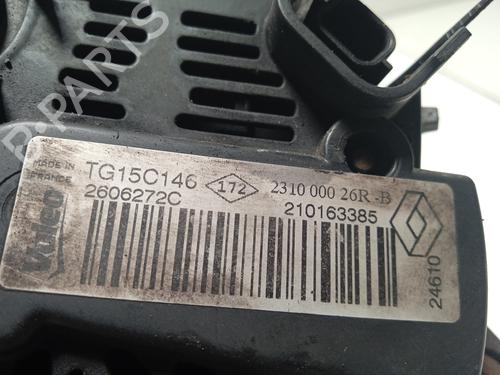 B-PARTS
MADE IN FRANCE
Valeo
TG15C146 172 2310 000 26R -B
2606272C 210163385
24610